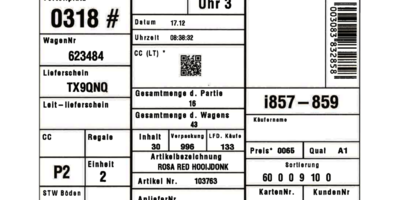 0318 #
Uhr 3
Datum 17.12
Uhrzeit 08:38:32
WagenNr
623484
CC (LT) *
Lieferschein
TX9QNQ
Gesamtmenge d. Partie
16
Leit-lieferschein
Gesamtmenge d. Wagens
43
i857-859
Käufername
CC Regale
Inhalt Verpackung LFD. Käufe
30 996 133
Preis* 0065 Qual A1
Artikelbezeichnung
ROSA RED HOOIJDONK
P2
Einheit
2
Sortierung
60 0 0 9 10 0
Artikel Nr. 103763
STW Böden
KartenNr. KundenNr
0003083832858